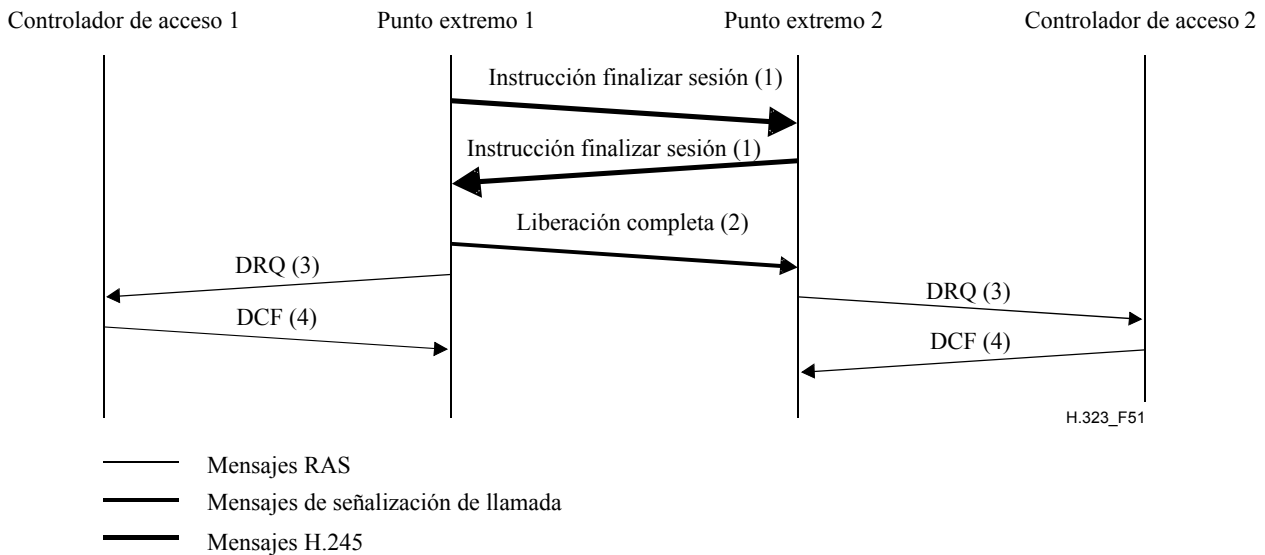 Controlador de acceso 1
Punto extremo 1
Punto extremo 2
Controlador de acceso 2
Instrucción finalizar sesión (1)
Instrucción finalizar sesión (1)
Liberación completa (2)
DRQ (3)
DRQ (3)
DCF (4)
DCF (4)
H.323_F51
Mensajes RAS
Mensajes de señalización de llamada
Mensajes H.245